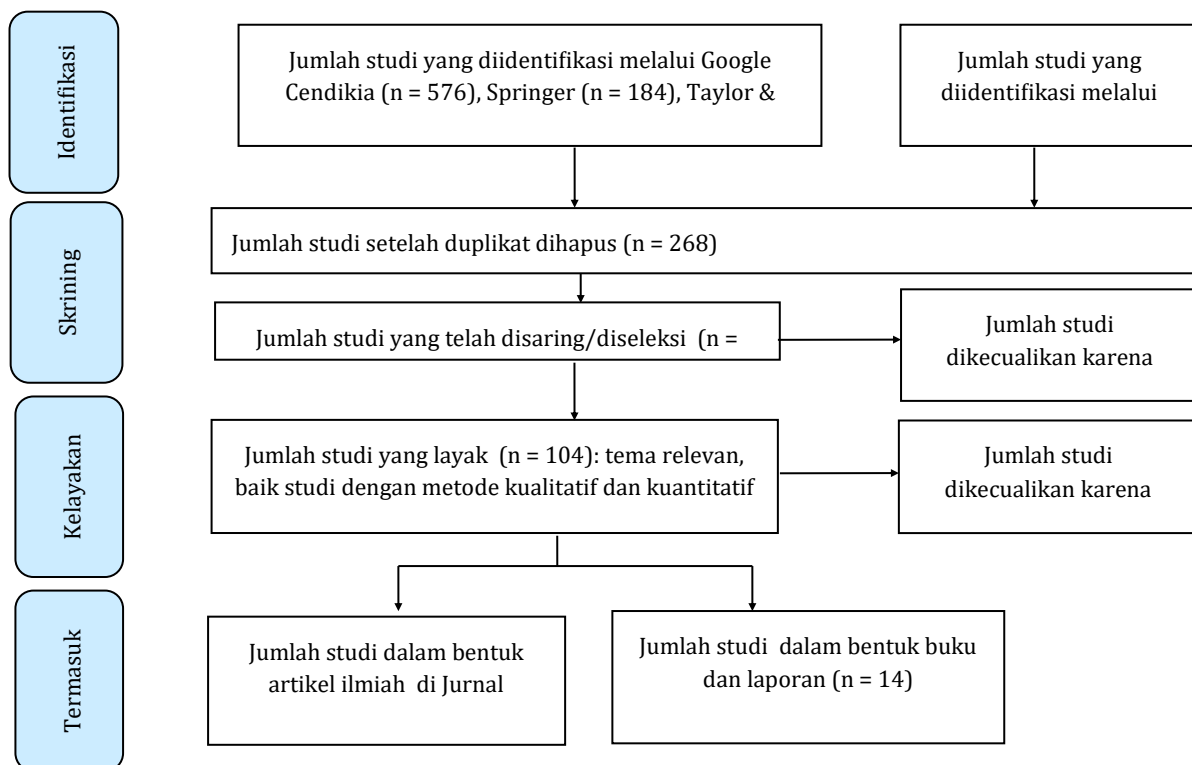 Identifikasi
Jumlah studi yang diidentifikasi melalui Google
Cendikia (n = 576), Springer (n = 184), Taylor &
Jumlah studi yang
diidentifikasi melalui
Skrining
Jumlah studi setelah duplikat dihapus (n = 268)
Jumlah studi yang telah disaring/diseleksi (n =
Jumlah studi
dikecualikan karena
Kelayakan
Jumlah studi yang layak (n = 104): tema relevan,
baik studi dengan metode kualitatif dan kuantitatif
Jumlah studi
dikecualikan karena
Termasuk
Jumlah studi dalam bentuk
artikel ilmiah di Jurnal
Jumlah studi dalam bentuk buku
dan laporan (n = 14)